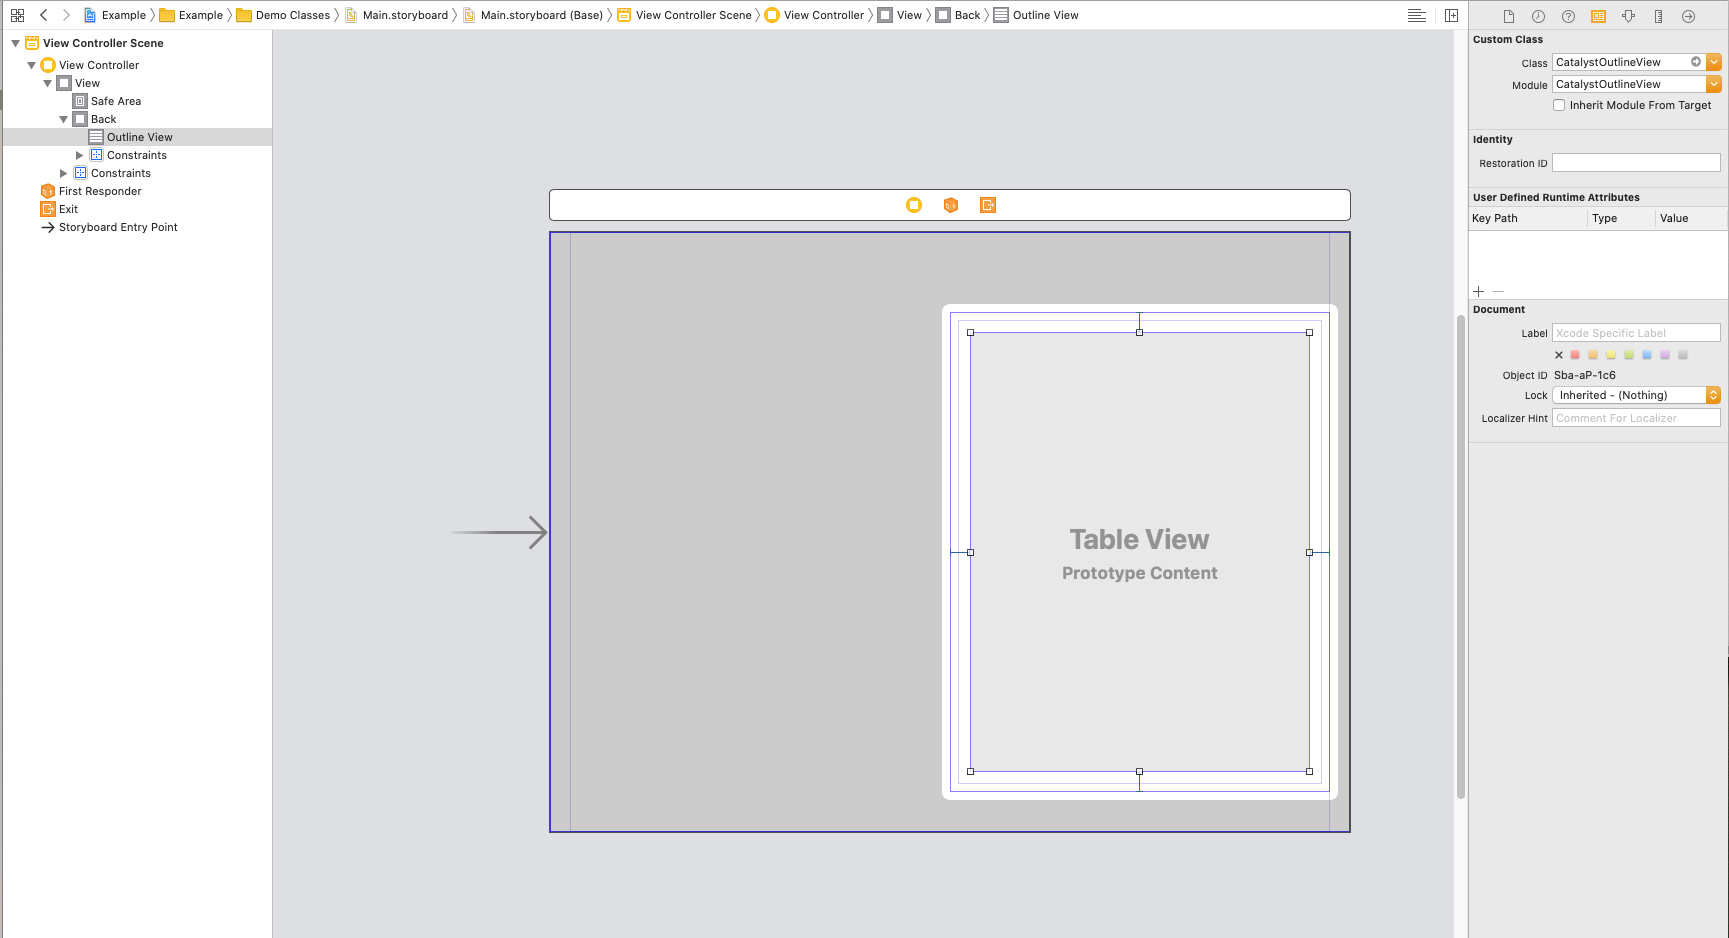 Example Example Demo Classes Main.storyboard Main.storyboard (Base) View Controller Scene View Controller View Back Outline View
View Controller Scene
View Controller
View
Safe Area
Back
Outline View
Constraints
Constraints
First Responder
Exit
Storyboard Entry Point
Table View
Prototype Content
Custom Class
Class CatalystOutlineView
Module CatalystOutlineView
Inherit Module From Target
Identity
Restoration ID
User Defined Runtime Attributes
Key Path Type Value
Document
Label Xcode Specific Label
Object ID Sba-aP-1c6
Lock Inherited - (Nothing)
Localizer Hint Comment For Localizer